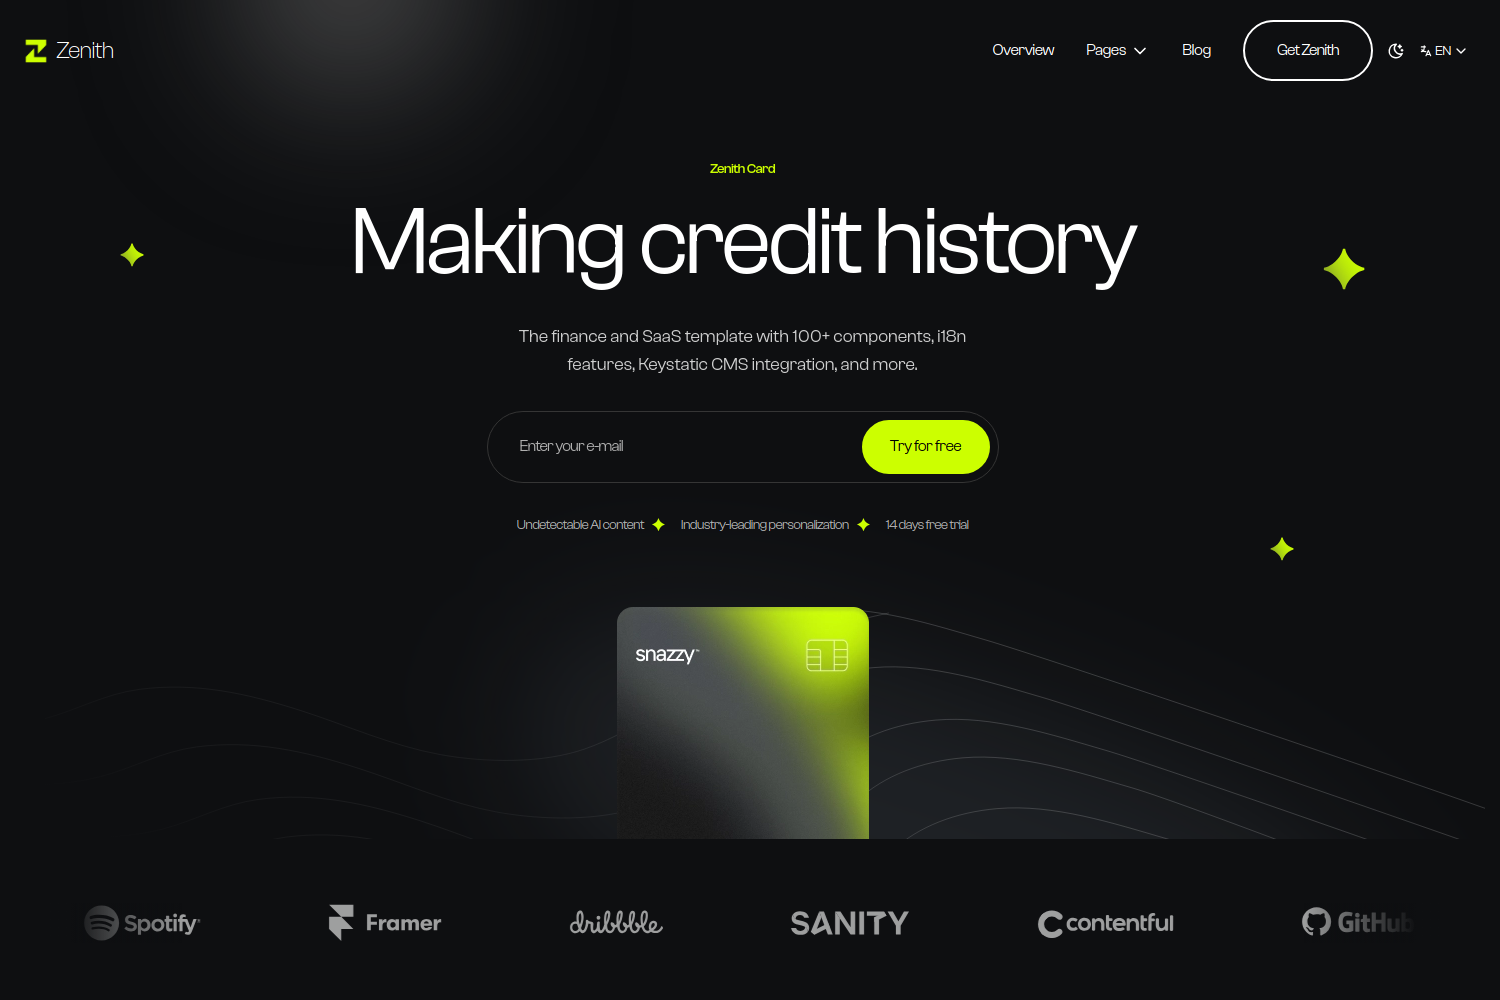 Zenith
Overview
Pages
Blog
Get Zenith
EN
Zenith Card
Making credit history
The finance and SaaS template with 100+ components, i18n
features, Keystatic CMS integration, and more.
Enter your e-mail
Try for free
Undetectable AI content
Industry-leading personalization
14 days free trial
snazzy™
Spotify®
Framer
dribbble
SANITY
contentful
GitHub